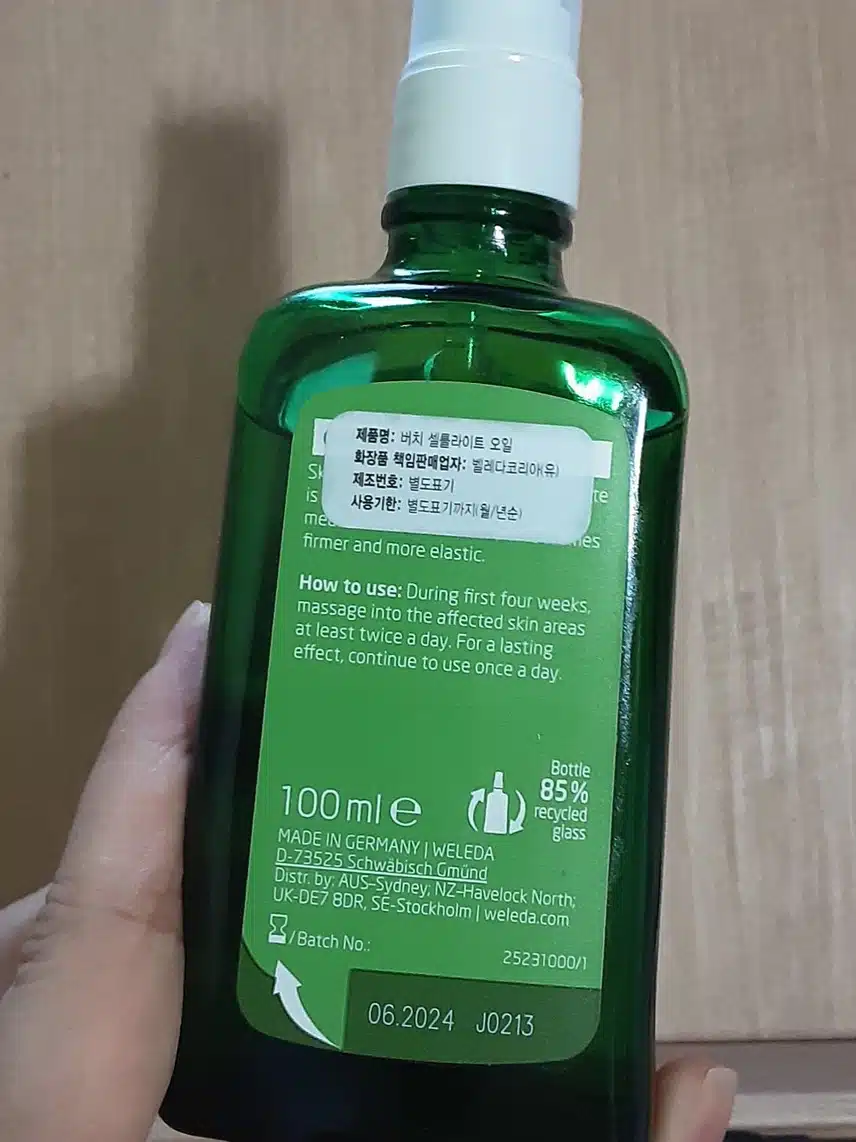 제품명: 버치 셀룰라이트 오일
화장품 책임판매업자: 벨레다코리아(유)
제조번호: 별도표기
사용기한: 별도표기까지(월/년순)
is
firmer and more elastic.
How to use: During first four weeks,
massage into the affected skin areas
at least twice a day. For a lasting
effect, continue to use once a day.
Bottle
85%
recycled
glass
100 ml e
MADE IN GERMANY | WELEDA
D-73525 Schwäbisch Gmünd
Distr. by: AUS–Sydney; NZ–Havelock North;
UK-DE7 8DR, SE-Stockholm | weleda.com
/Batch No.:
25231000/1
06.2024 J0213